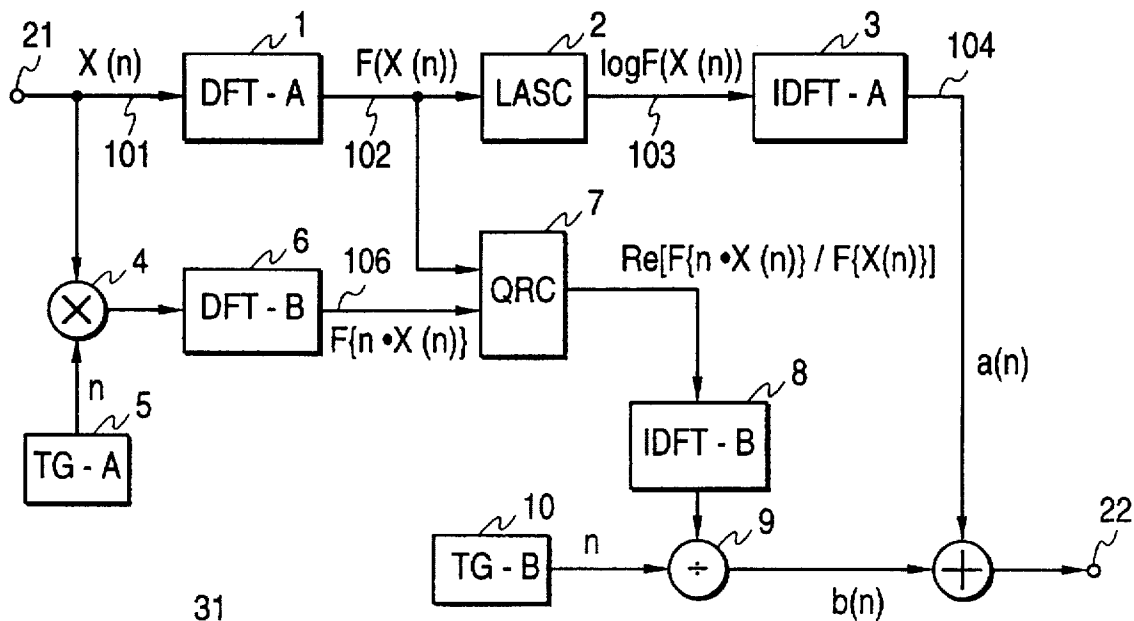 21
1
2
3
104
X (n)
F(X (n))
logF(X (n))
DFT - A
LASC
IDFT - A
101
102
103
7
4
6
106
Re[F{n •X (n)} / F{X(n)}]
QRC
×
DFT - B
F{n •X (n)}
n
a(n)
5
8
TG - A
IDFT - B
10
9
22
n
TG - B
÷
+
b(n)
31